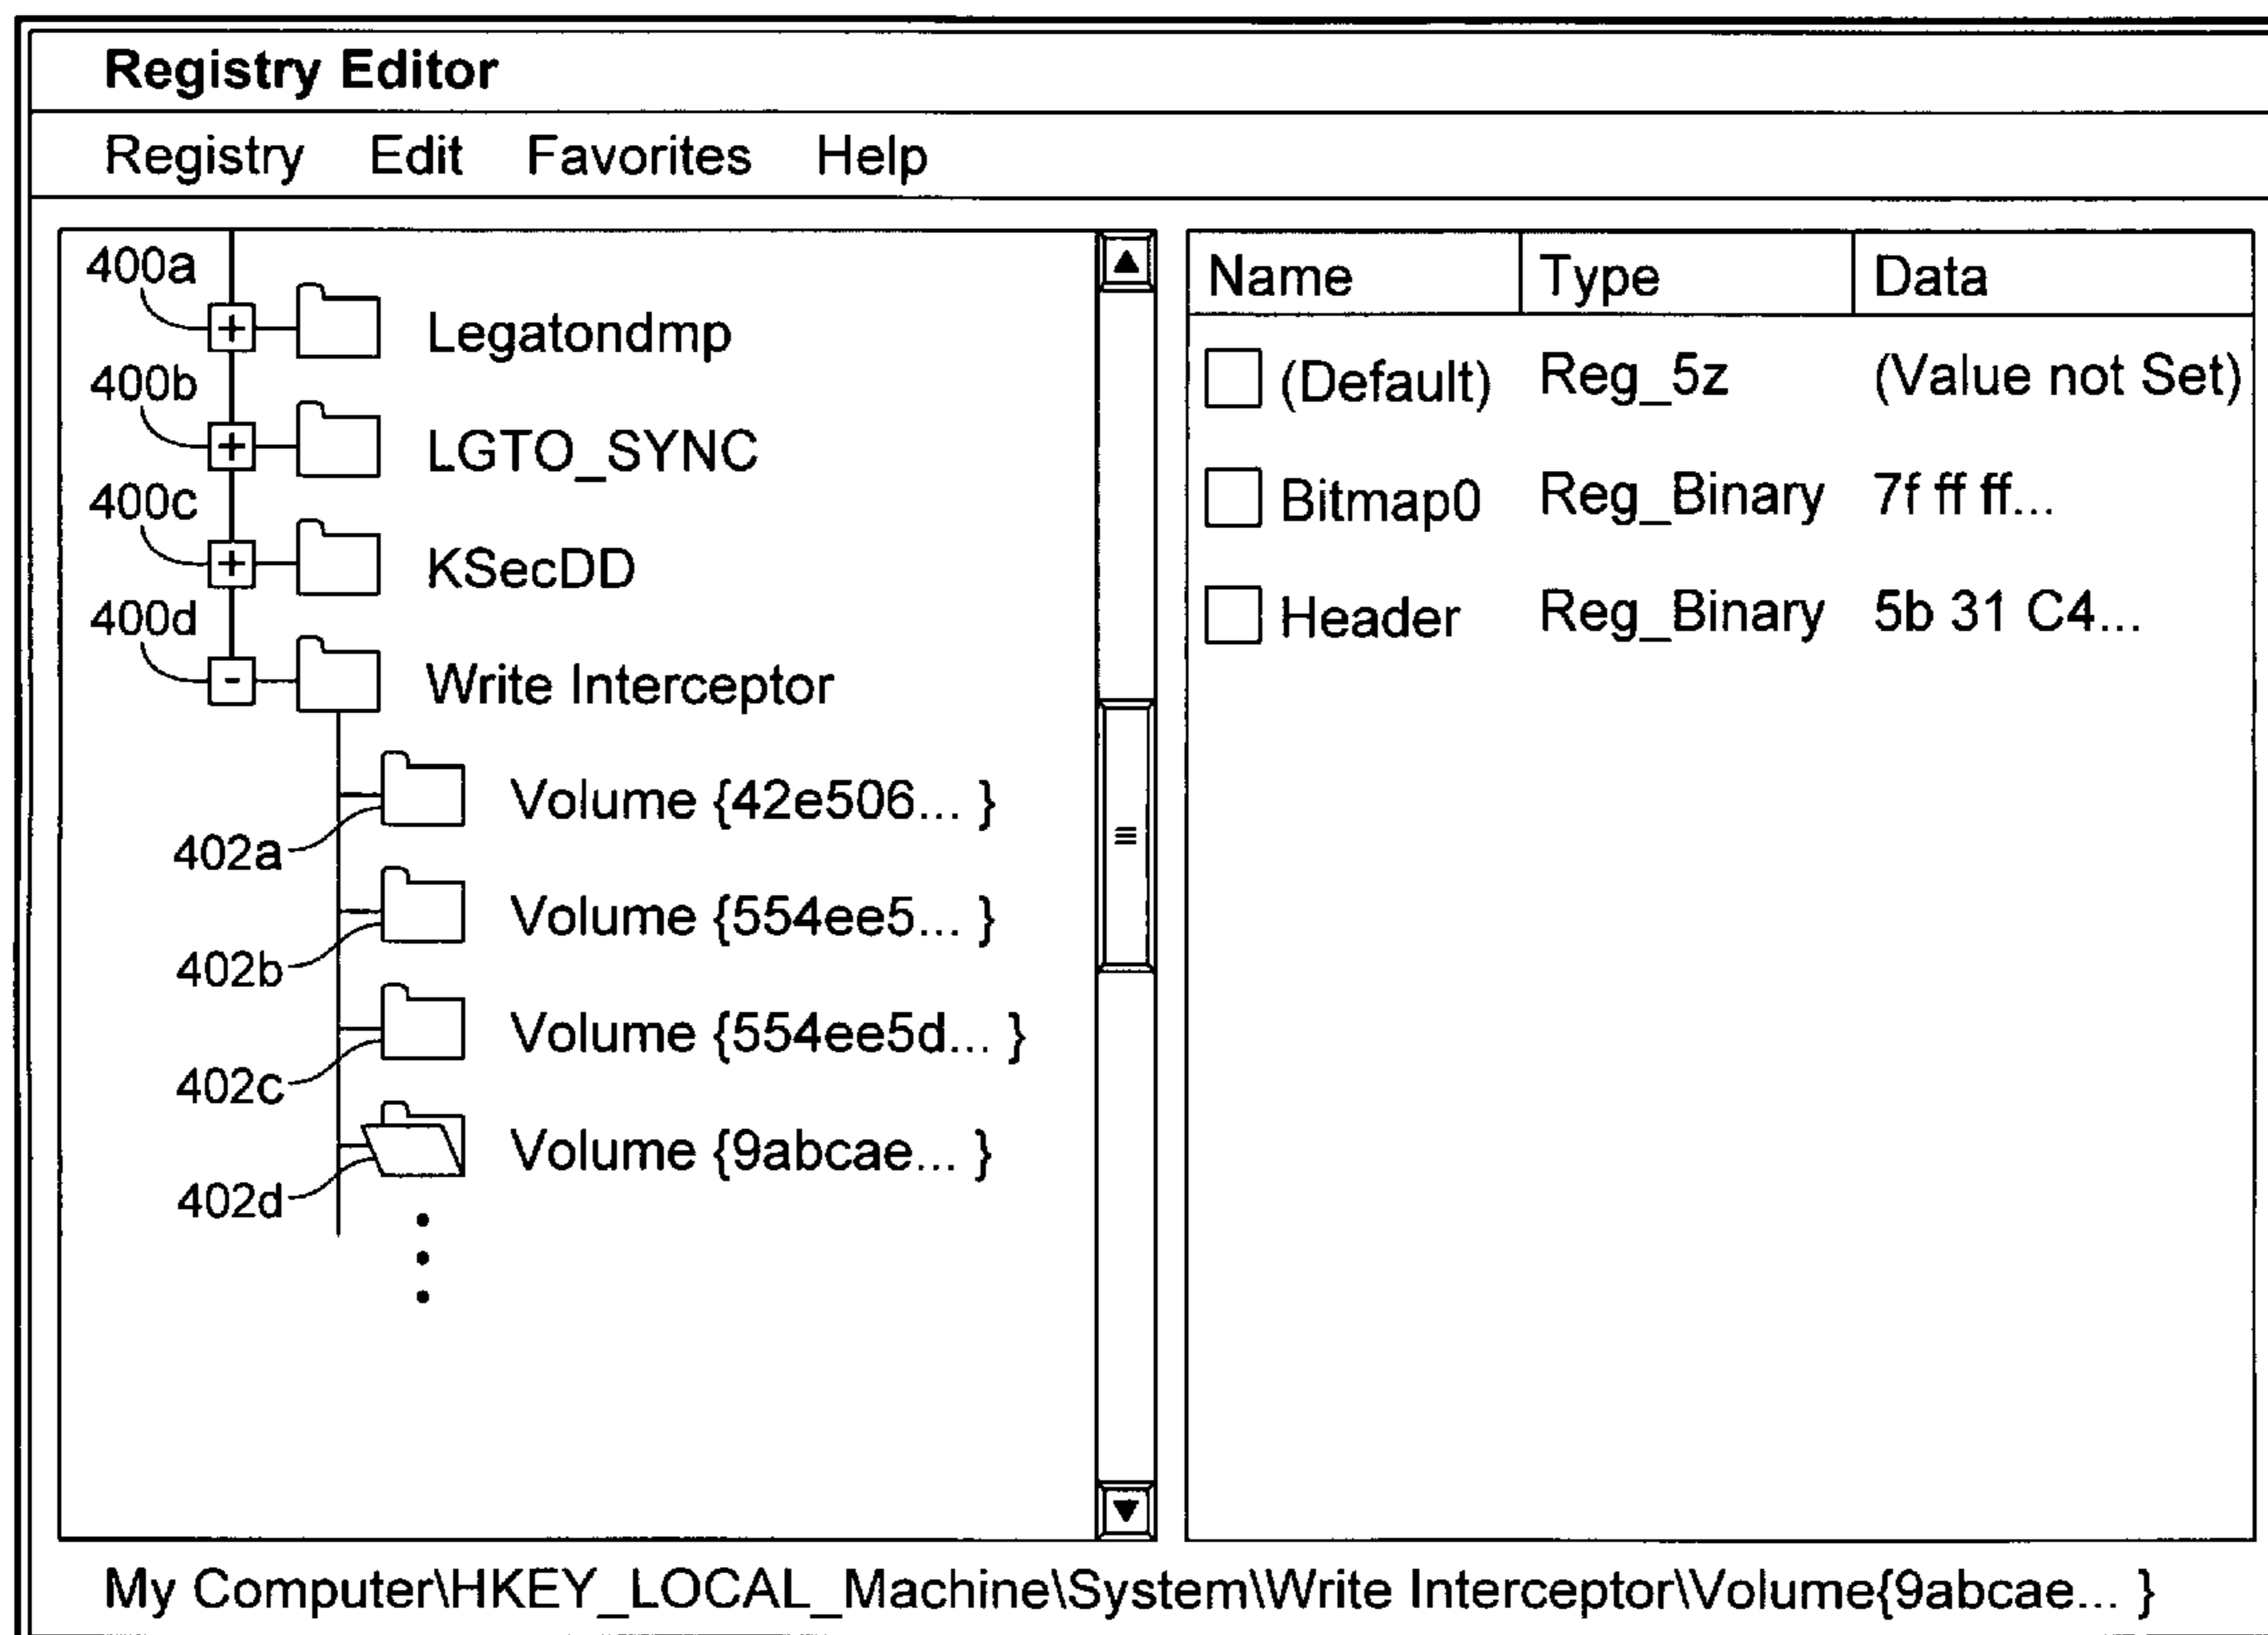 Registry Editor
Registry Edit Favorites Help
400a
Legatondmp
400b
LGTO_SYNC
400c
KSecDD
400d
Write Interceptor
Volume {42e506... }
402a
Volume {554ee5... }
402b
Volume {554ee5d... }
402c
Volume {9abcae... }
402d
Name Type Data
(Default) Reg_5z (Value not Set)
Bitmap0 Reg_Binary 7f ff ff...
Header Reg_Binary 5b 31 C4...
My Computer\HKEY_LOCAL_Machine\System\Write Interceptor\Volume{9abcae... }